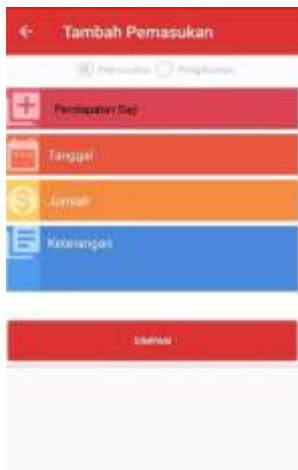 Tambah Pemasukan
Pemasukan Pengeluaran
Pendapatan Gaji
Tanggal
Jumlah
Keterangan
SIMPAN